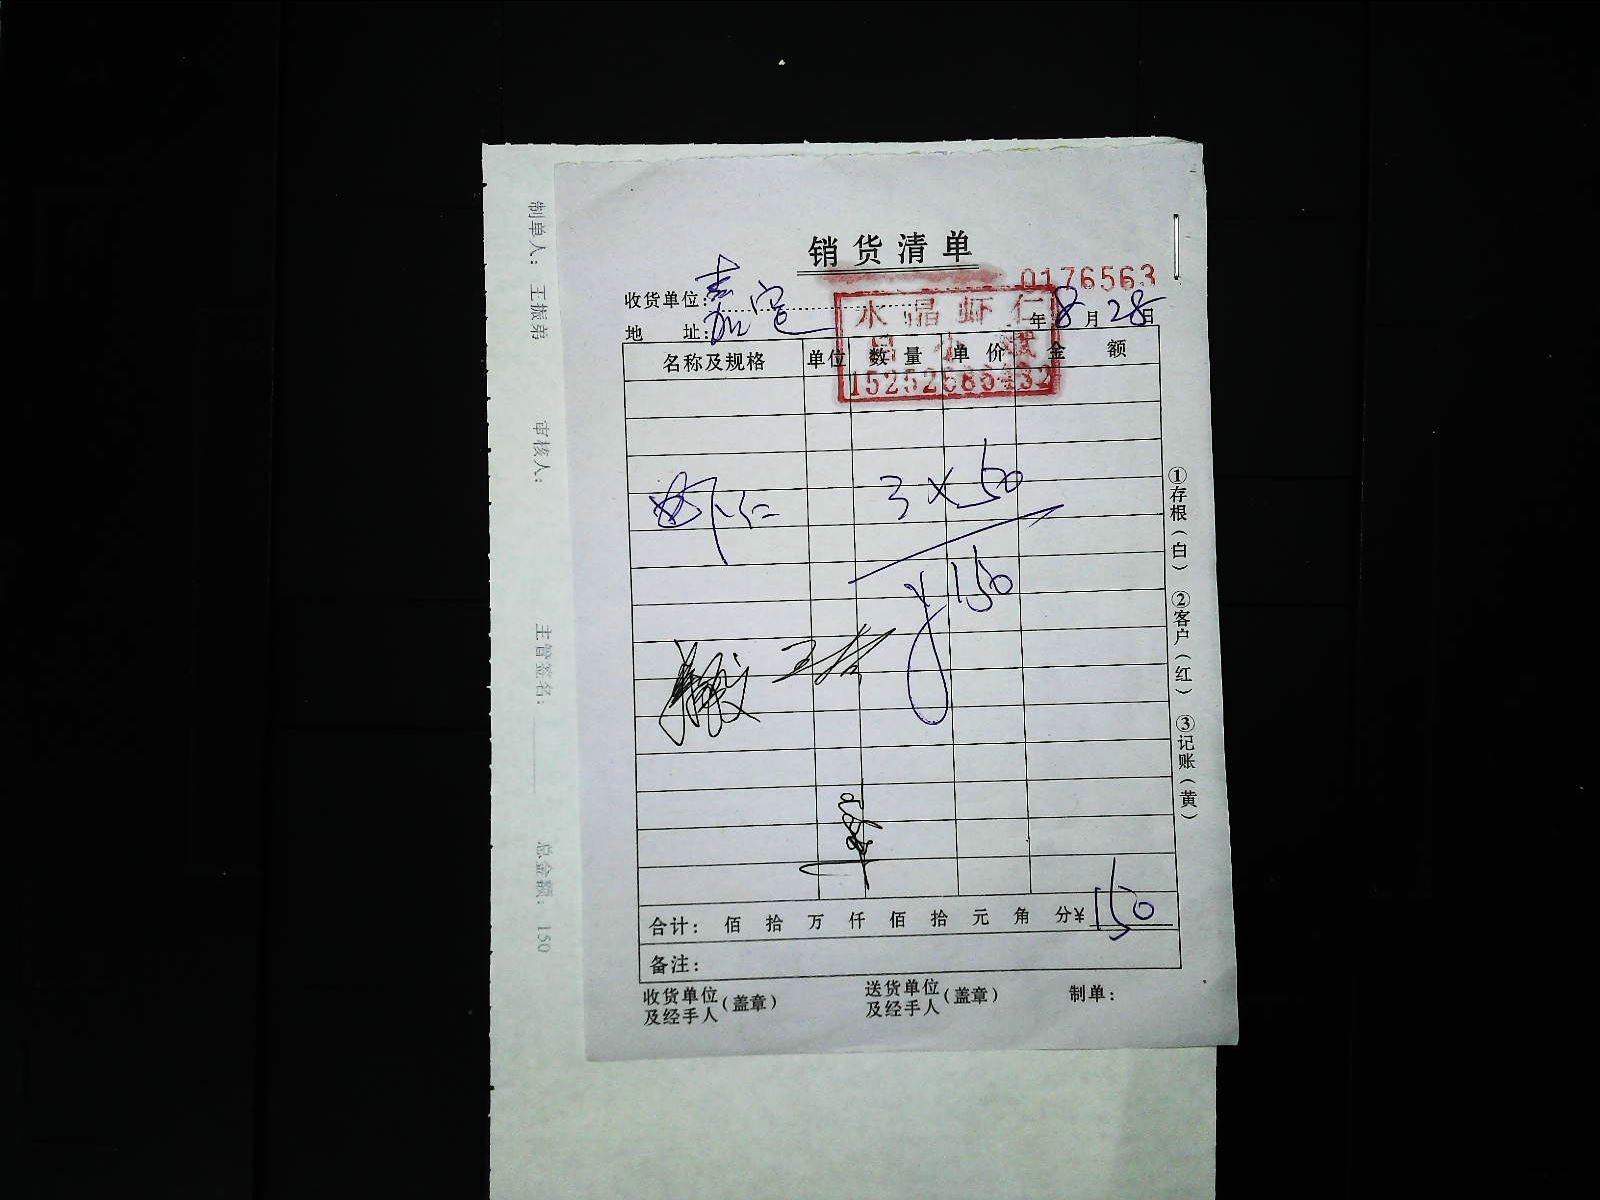 销货清单
0176563
收货单位：嘉定
年8月28日
地 址：
水晶虾仁
15252686432
名称及规格 单位 数量 单价 金额
虾仁 3×50
¥150
王
合计： 佰 拾 万 仟 佰 拾 元 角 分¥ 150
备注：
收货单位及经手人（盖章） 送货单位及经手人（盖章） 制单：
①存根（白） ②客户（红） ③记账（黄）
制单人：王振弟 审核人： 主管签名： 总金额：150